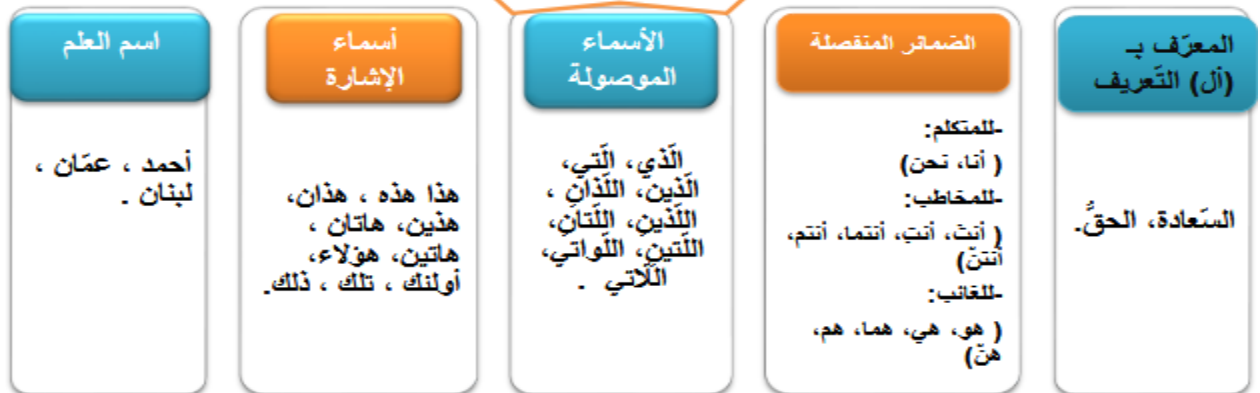 المعرّف بـ
(أل) التّعريف
السّعادة، الحقُّ.
الضمائر المنفصلة
-للمتكلم:
( أنا، نحن)
-للمخاطب:
( أنتَ، أنتِ، أنتما، أنتم،
أنتنّ)
-للغائب:
( هو، هي، هما، هم،
هنّ)
الأسماء
الموصولة
الّذي، الّتي،
الّذين، اللّذانِ ،
اللّذينِ، اللّتانِ،
اللّتينِ، اللّواتي،
اللّاتي .
أسماء
الإشارة
هذا هذه ، هذان،
هذين، هاتان ،
هاتين، هؤلاء،
أولئك ، تلك ، ذلك.
اسم العلم
أحمد ، عمّان ،
لبنان .